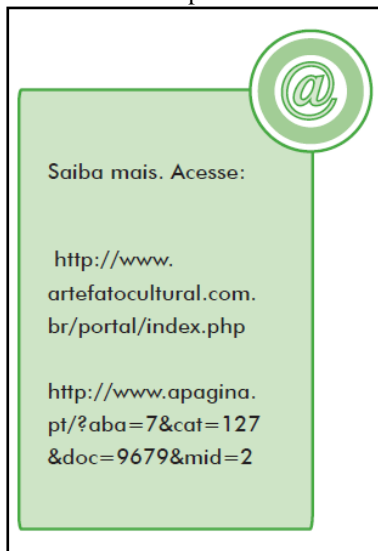 @
Saiba mais. Acesse:
http://www.
artefatocultural.com.
br/portal/index.php
http://www.apagina.
pt/?aba=7&cat=127
&doc=9679&mid=2